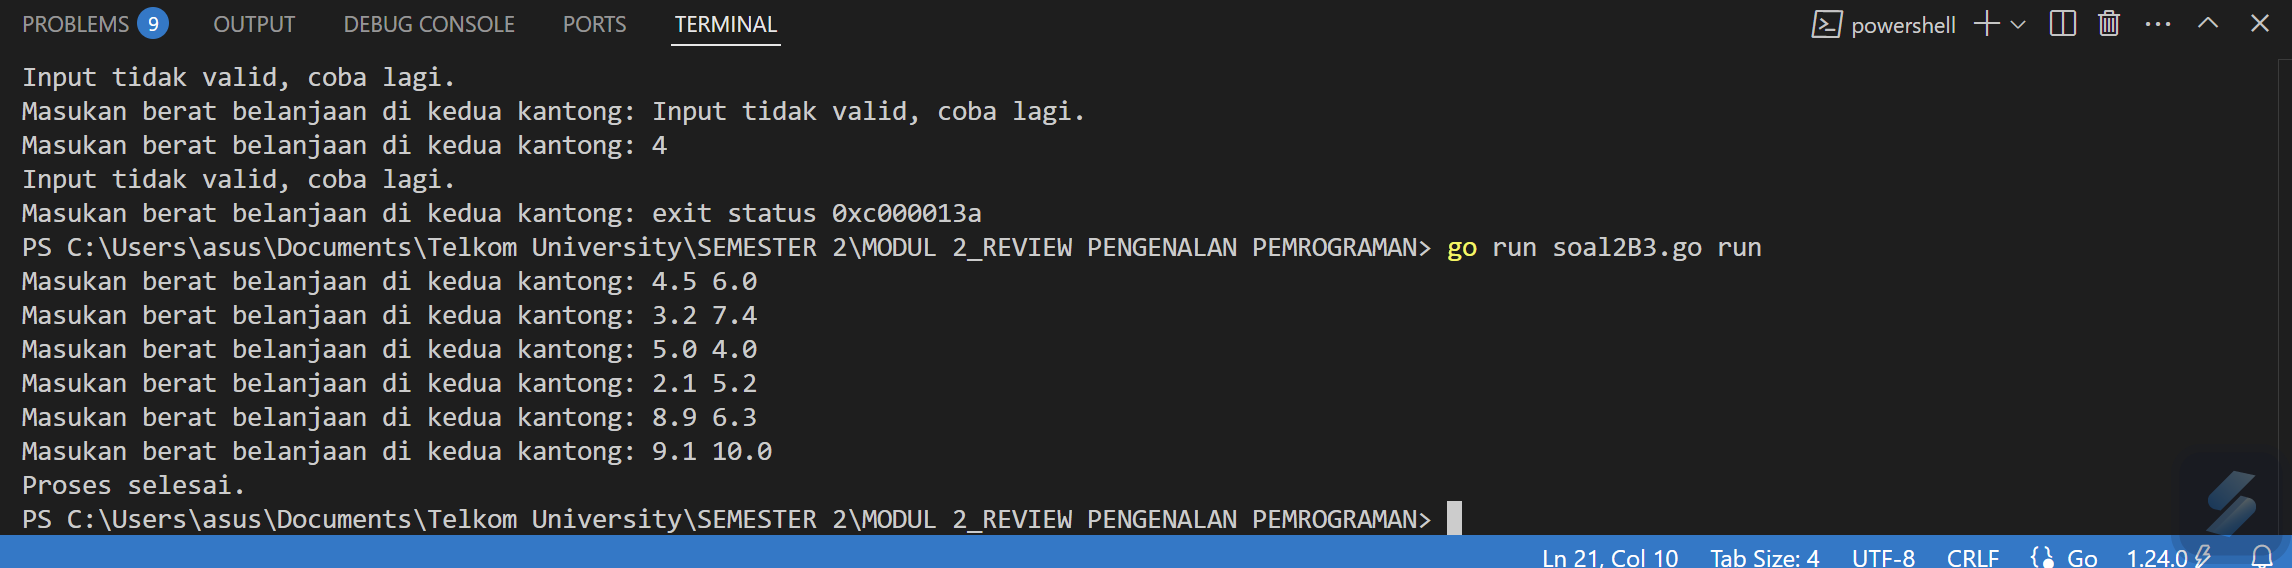 PROBLEMS 9 OUTPUT DEBUG CONSOLE PORTS TERMINAL powershell
Input tidak valid, coba lagi.
Masukan berat belanjaan di kedua kantong: Input tidak valid, coba lagi.
Masukan berat belanjaan di kedua kantong: 4
Input tidak valid, coba lagi.
Masukan berat belanjaan di kedua kantong: exit status 0xc000013a
PS C:\Users\asus\Documents\Telkom University\SEMESTER 2\MODUL 2_REVIEW PENGENALAN PEMROGRAMAN> go run soal2B3.go run
Masukan berat belanjaan di kedua kantong: 4.5 6.0
Masukan berat belanjaan di kedua kantong: 3.2 7.4
Masukan berat belanjaan di kedua kantong: 5.0 4.0
Masukan berat belanjaan di kedua kantong: 2.1 5.2
Masukan berat belanjaan di kedua kantong: 8.9 6.3
Masukan berat belanjaan di kedua kantong: 9.1 10.0
Proses selesai.
PS C:\Users\asus\Documents\Telkom University\SEMESTER 2\MODUL 2_REVIEW PENGENALAN PEMROGRAMAN>
Ln 21, Col 10 Tab Size: 4 UTF-8 CRLF Go 1.24.0